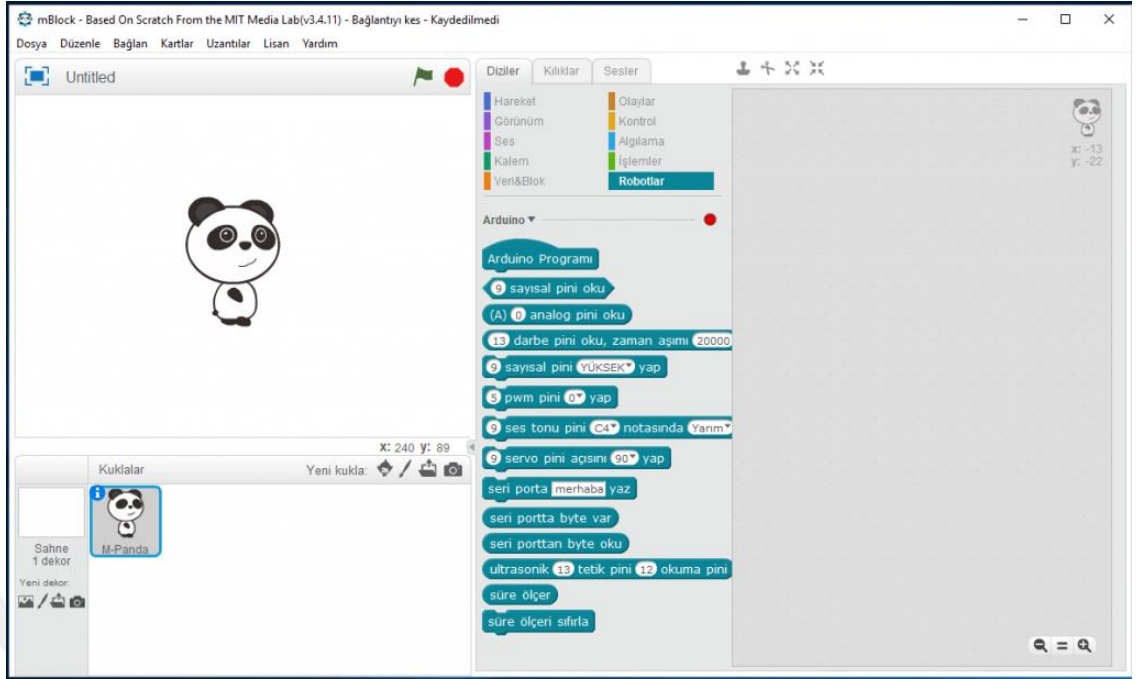 mBlock - Based On Scratch From the MIT Media Lab(v3.4.11) - Bağlantıyı kes - Kaydedilmedi
Dosya Düzenle Bağlan Kartlar Uzantılar Lisan Yardım
Untitled
Diziler Kılıklar Sesler
Hareket Olaylar
Görünüm Kontrol
Ses Algılama
Kalem İşlemler
Veri&Blok Robotlar
x: -13
y: -22
Arduino
Arduino Programı
9 sayısal pini oku
(A) 0 analog pini oku
13 darbe pini oku, zaman aşımı 20000
9 sayısal pini YÜKSEK yap
5 pwm pini 0 yap
9 ses tonu pini C4 notasında Yarım
9 servo pini açısını 90 yap
seri porta merhaba yaz
seri portta byte var
seri porttan byte oku
ultrasonik 13 tetik pini 12 okuma pini
süre ölçer
süre ölçeri sıfırla
x: 240 y: 89
Kuklalar Yeni kukla:
M-Panda
Sahne
1 dekor
Yeni dekor: